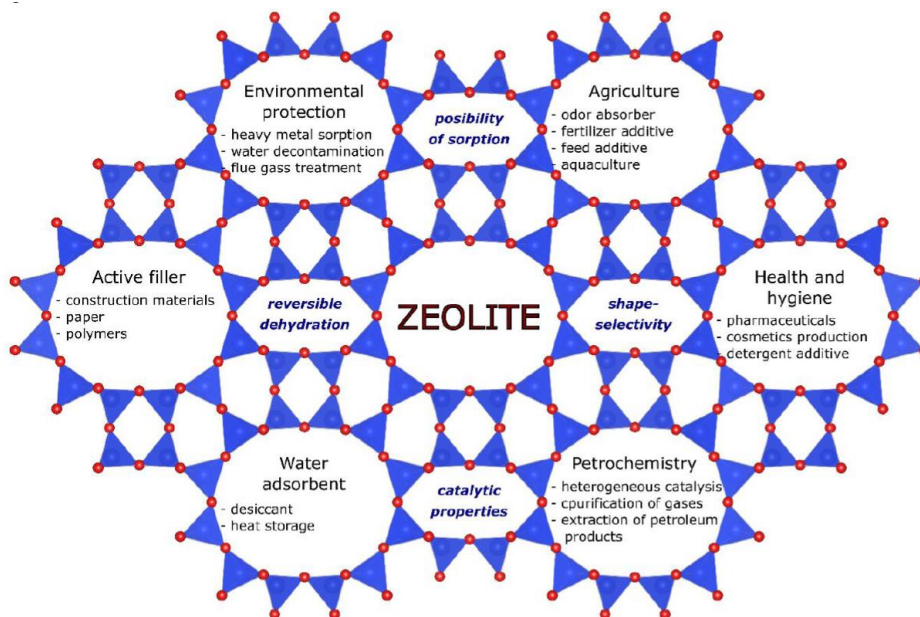 Environmental
protection
- heavy metal sorption
- water decontamination
- flue gass treatment
posibility
of sorption
Agriculture
- odor absorber
- fertilizer additive
- feed additive
- aquaculture
Active filler
- construction materials
- paper
- polymers
reversible
dehydration
ZEOLITE
shape-
selectivity
Health and
hygiene
- pharmaceuticals
- cosmetics production
- detergent additive
Water
adsorbent
- desiccant
- heat storage
catalytic
properties
Petrochemistry
- heterogeneous catalysis
- cpurification of gases
- extraction of petroleum
products